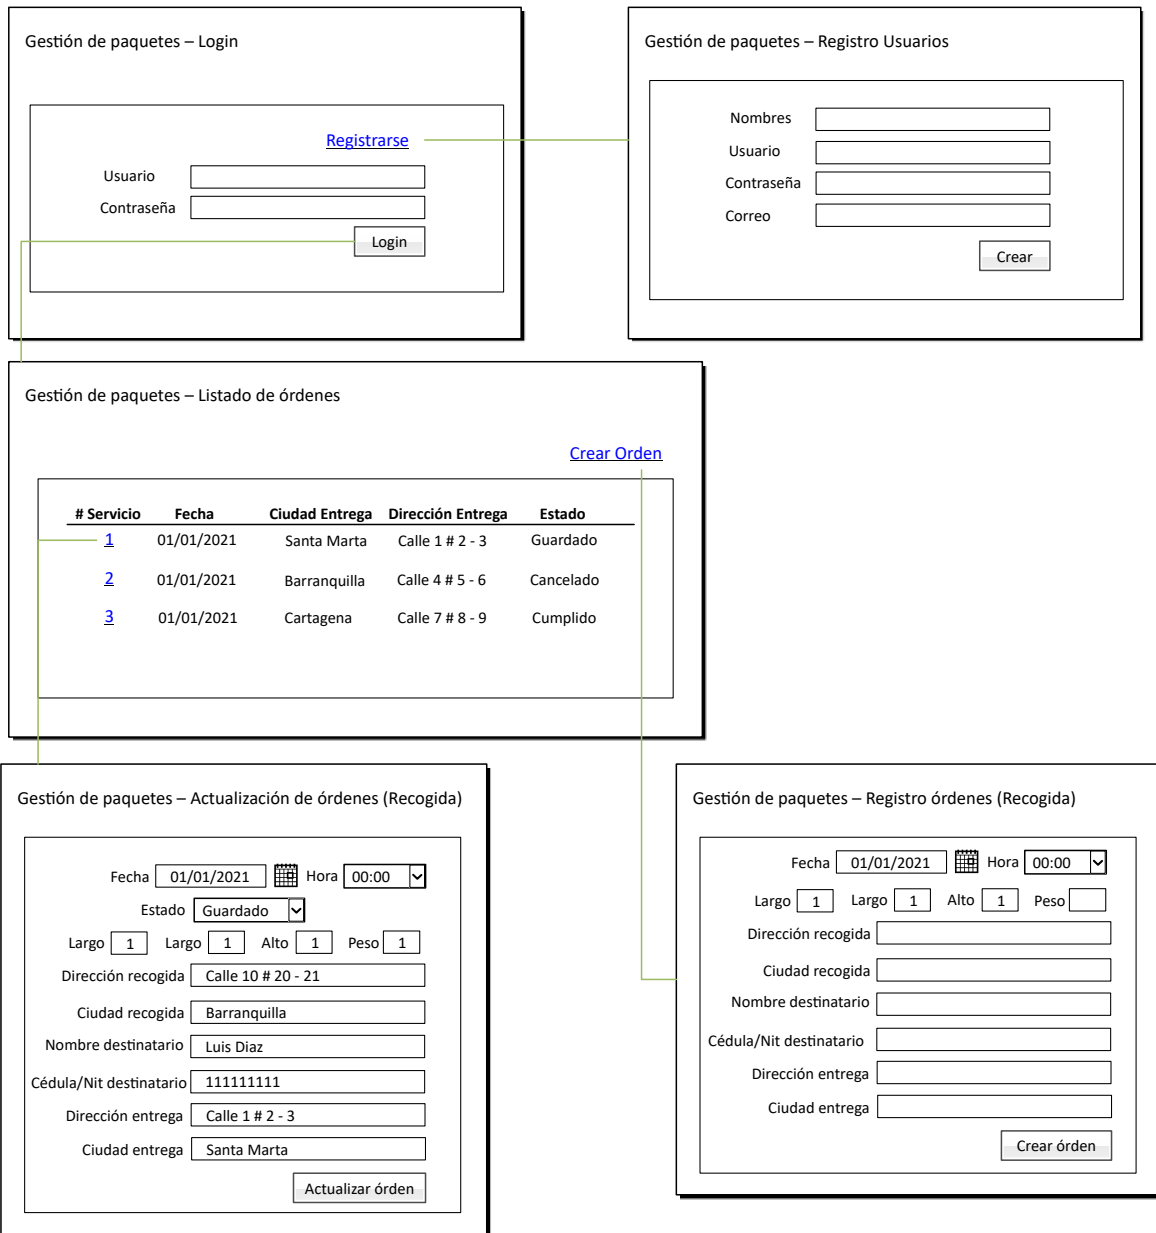 Gestión de paquetes – Login
Registrarse
Usuario
Contraseña
Login
Gestión de paquetes – Registro Usuarios
Nombres
Usuario
Contraseña
Correo
Crear
Gestión de paquetes – Listado de órdenes
Crear Orden
# Servicio Fecha Ciudad Entrega Dirección Entrega Estado
1 01/01/2021 Santa Marta Calle 1 # 2 - 3 Guardado
2 01/01/2021 Barranquilla Calle 4 # 5 - 6 Cancelado
3 01/01/2021 Cartagena Calle 7 # 8 - 9 Cumplido
Gestión de paquetes – Actualización de órdenes (Recogida)
Fecha 01/01/2021 Hora 00:00
Estado Guardado
Largo 1 Largo 1 Alto 1 Peso 1
Dirección recogida Calle 10 # 20 - 21
Ciudad recogida Barranquilla
Nombre destinatario Luis Diaz
Cédula/Nit destinatario 111111111
Dirección entrega Calle 1 # 2 - 3
Ciudad entrega Santa Marta
Actualizar órden
Gestión de paquetes – Registro órdenes (Recogida)
Fecha 01/01/2021 Hora 00:00
Largo 1 Largo 1 Alto 1 Peso
Dirección recogida
Ciudad recogida
Nombre destinatario
Cédula/Nit destinatario
Dirección entrega
Ciudad entrega
Crear órden